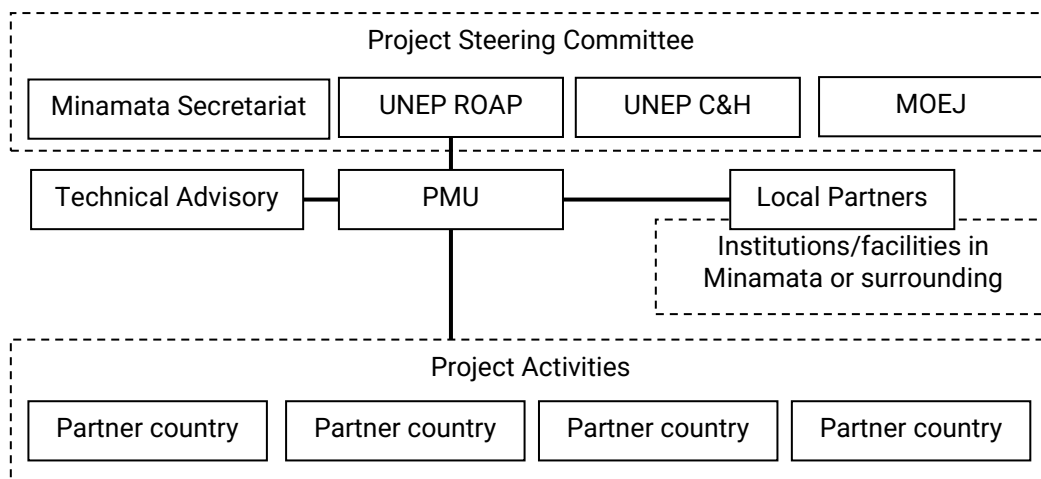 Project Steering Committee
Minamata Secretariat
UNEP ROAP
UNEP C&H
MOEJ
Technical Advisory
PMU
Local Partners
Institutions/facilities in
Minamata or surrounding
Project Activities
Partner country
Partner country
Partner country
Partner country